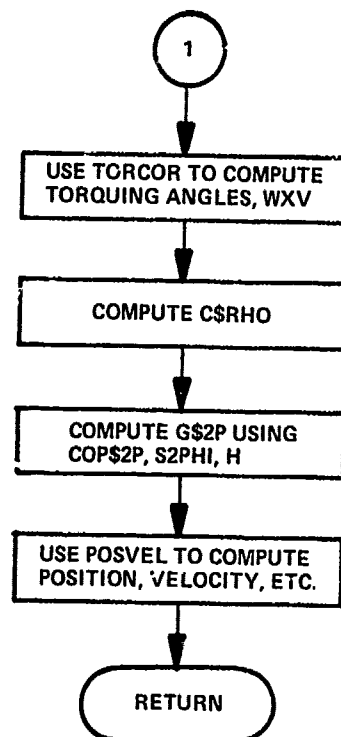 1
USE TORCOR TO COMPUTE
TORQUING ANGLES, WXV
COMPUTE C$RHO
COMPUTE G$2P USING
COP$2P, S2PHI, H
USE POSVEL TO COMPUTE
POSITION, VELOCITY, ETC.
RETURN